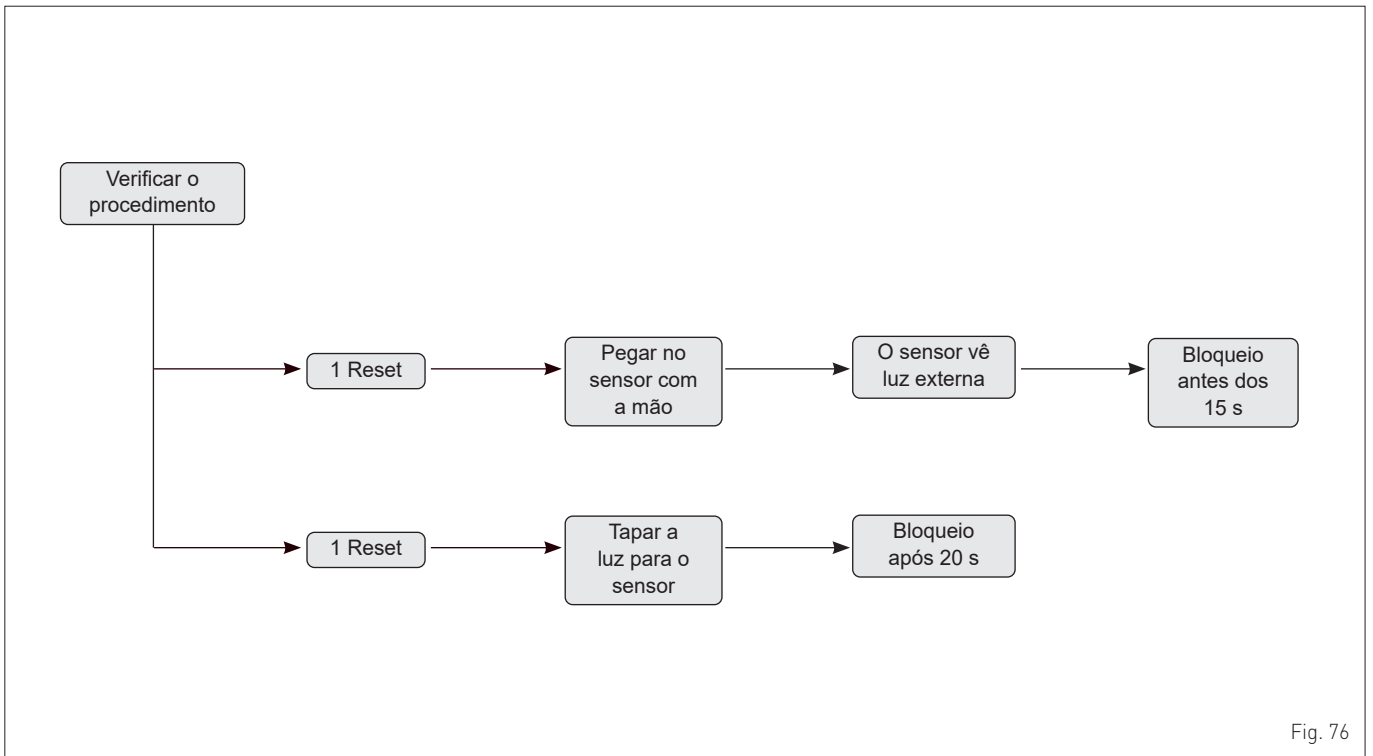 Verificar o
procedimento
1 Reset
Pegar no
sensor com
a mão
O sensor vê
luz externa
Bloqueio
antes dos
15 s
1 Reset
Tapar a
luz para o
sensor
Bloqueio
após 20 s
Fig. 76